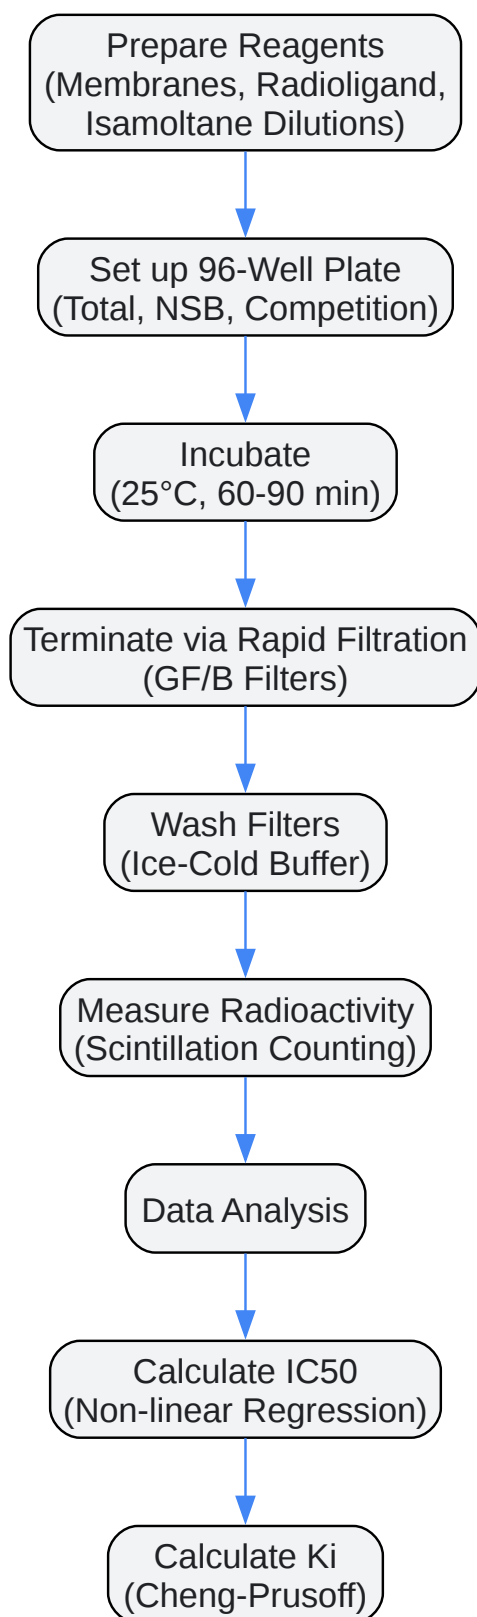 Prepare Reagents
(Membranes, Radioligand,
Isamoltane Dilutions)
Set up 96-Well Plate
(Total, NSB, Competition)
Incubate
(25°C, 60-90 min)
Terminate via Rapid Filtration
(GF/B Filters)
Wash Filters
(Ice-Cold Buffer)
Measure Radioactivity
(Scintillation Counting)
Data Analysis
Calculate IC50
(Non-linear Regression)
Calculate Ki
(Cheng-Prusoff)